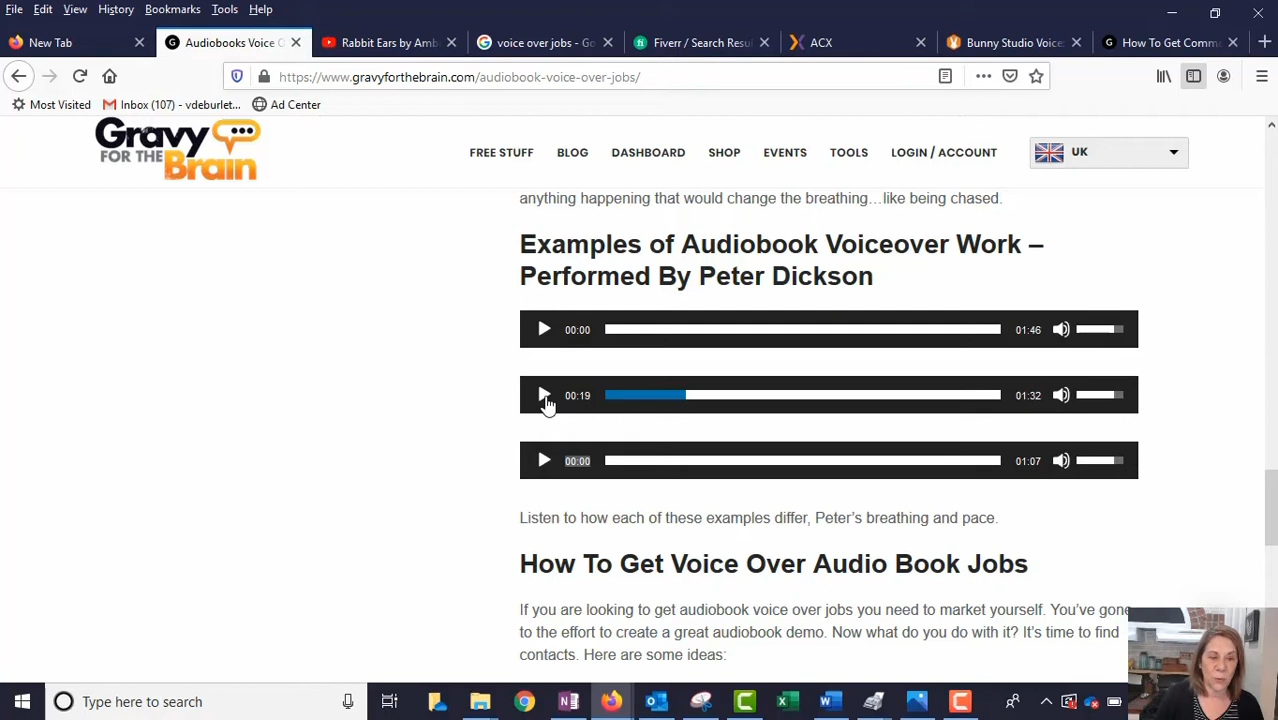 File Edit View History Bookmarks Tools Help
New Tab
Audiobooks Voice O
Rabbit Ears by Amb
voice over jobs - Go
Fiverr / Search Resu
ACX
Bunny Studio Voice
How To Get Comm
https://www.gravyforthebrain.com/audiobook-voice-over-jobs/
Most Visited Inbox (107) - vdeburlet... Ad Center
Gravy
FOR THE Brain
FREE STUFF BLOG DASHBOARD SHOP EVENTS TOOLS LOGIN / ACCOUNT UK
anything happening that would change the breathing…like being chased.
Examples of Audiobook Voiceover Work –
Performed By Peter Dickson
00:00 01:46
00:19 01:32
00:00 01:07
Listen to how each of these examples differ, Peter's breathing and pace.
How To Get Voice Over Audio Book Jobs
If you are looking to get audiobook voice over jobs you need to market yourself. You've gone
to the effort to create a great audiobook demo. Now what do you do with it? It's time to find
contacts. Here are some ideas:
Type here to search